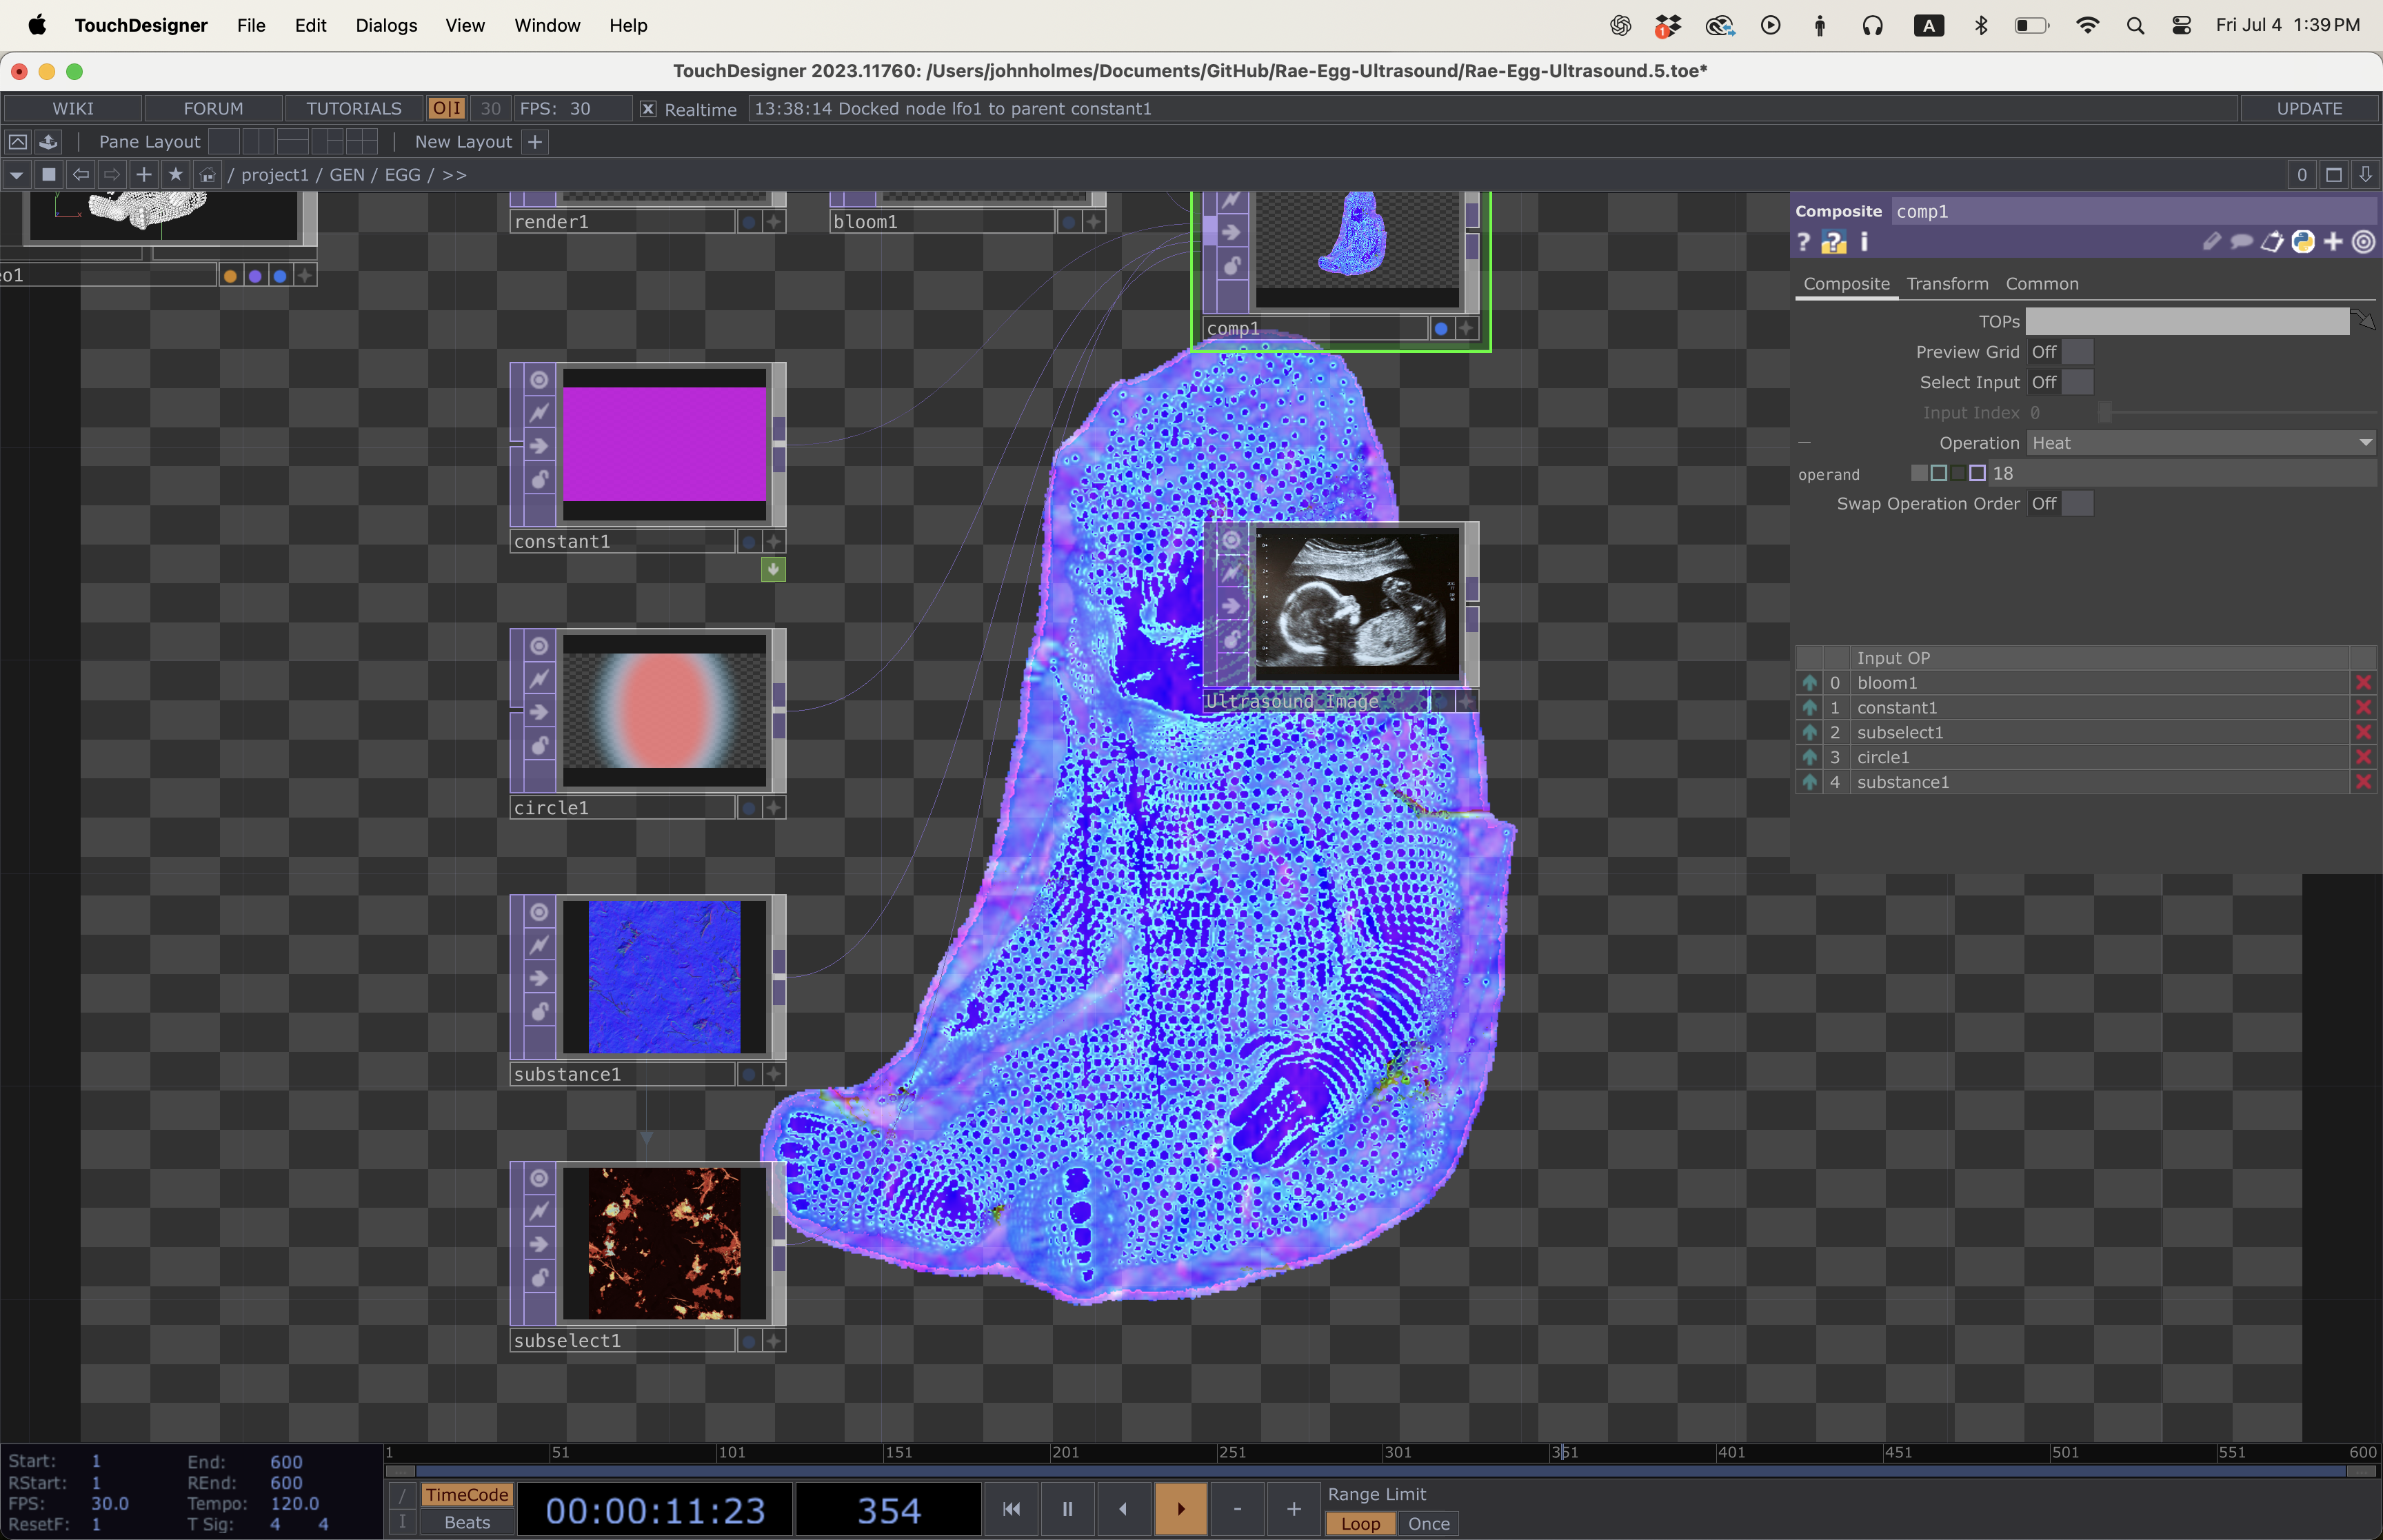 TouchDesigner File Edit Dialogs View Window Help 1 A Fri Jul 4 1:39 PM
TouchDesigner 2023.11760: /Users/johnholmes/Documents/GitHub/Rae-Egg-Ultrasound/Rae-Egg-Ultrasound.5.toe*
WIKI FORUM TUTORIALS O|I 30 FPS: 30 X Realtime 13:38:14 Docked node lfo1 to parent constant1 UPDATE
Pane Layout New Layout +
/ project1 / GEN / EGG / >> 0
eo1
render1
bloom1
comp1
constant1
circle1
substance1
subselect1
Ultrasound_Image
Composite comp1
? ? i
Composite Transform Common
TOPs
Preview Grid Off
Select Input Off
Input Index 0
Operation Heat
operand 18
Swap Operation Order Off
Input OP
0 bloom1
1 constant1
2 subselect1
3 circle1
4 substance1
1 51 101 151 201 251 301 351 401 451 501 551 600
Start: 1 End: 600
RStart: 1 REnd: 600
FPS: 30.0 Tempo: 120.0
ResetF: 1 T Sig: 4 4
/ TimeCode
I Beats
00:00:11:23 354
- +
Range Limit
Loop Once